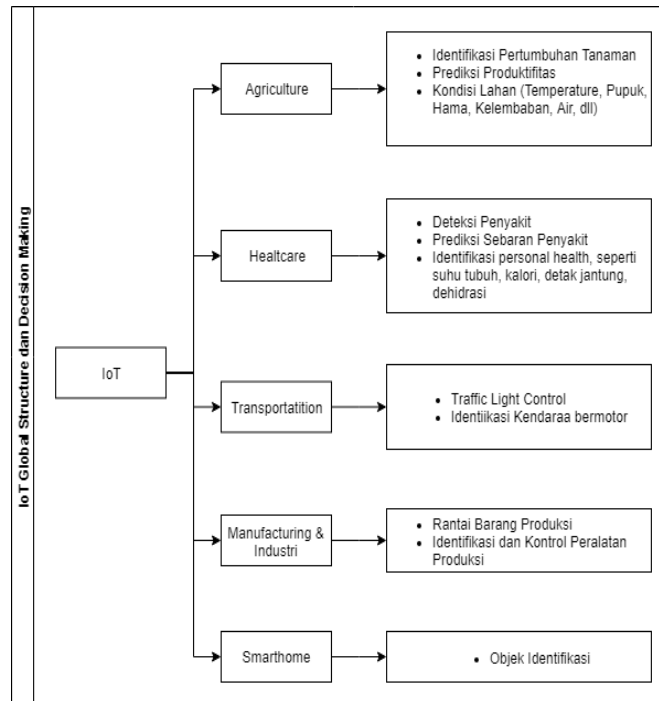 IoT Global Structure dan Decision Making
IoT
Agriculture
• Identifikasi Pertumbuhan Tanaman
• Prediksi Produktifitas
• Kondisi Lahan (Temperature, Pupuk,
Hama, Kelembaban, Air, dll)
Healtcare
• Deteksi Penyakit
• Prediksi Sebaran Penyakit
• Identifikasi personal health, seperti
suhu tubuh, kalori, detak jantung,
dehidrasi
Transportatition
• Traffic Light Control
• Identiikasi Kendaraa bermotor
Manufacturing &
Industri
• Rantai Barang Produksi
• Identifikasi dan Kontrol Peralatan
Produksi
Smarthome
• Objek Identifikasi